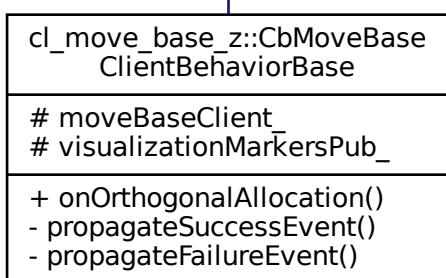 cl_move_base_z::CbMoveBase
ClientBehaviorBase
# moveBaseClient_
# visualizationMarkersPub_
+ onOrthogonalAllocation()
- propagateSuccessEvent()
- propagateFailureEvent()